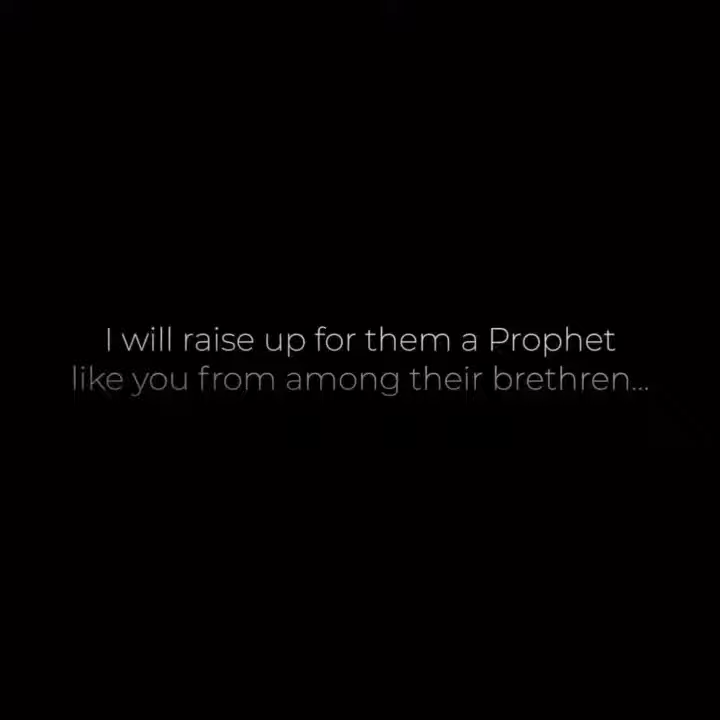 I will raise up for them a Prophet
like you from among their brethren...